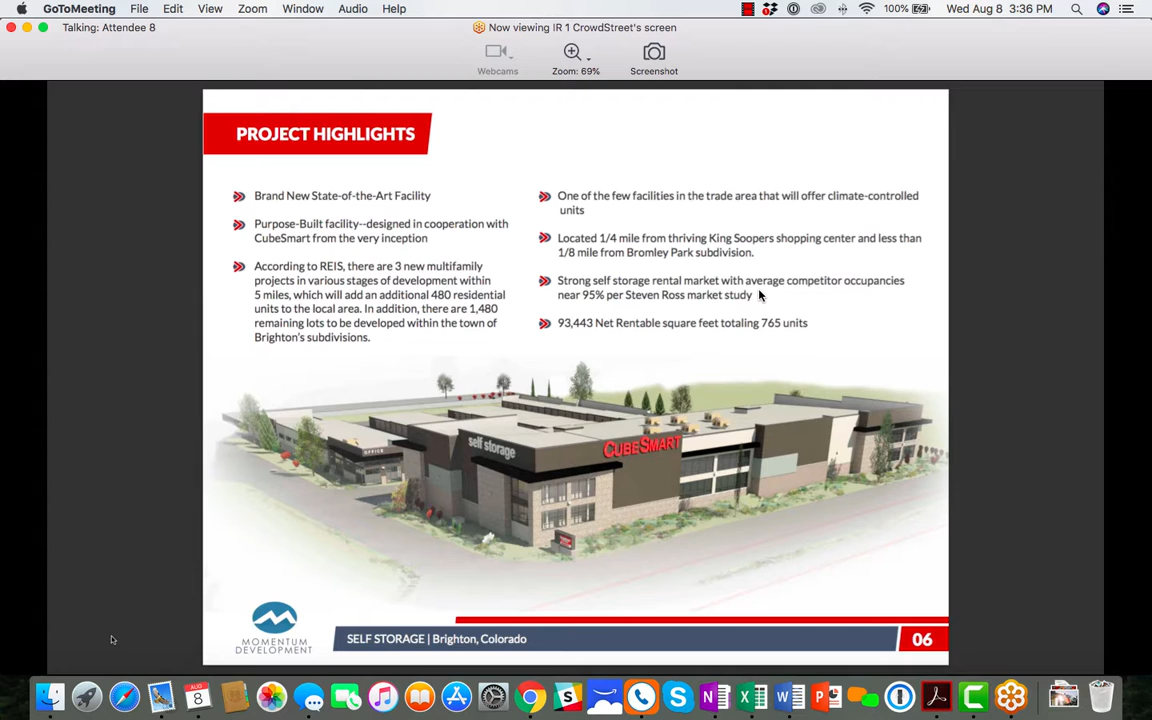 GoToMeeting File Edit View Zoom Window Audio Help 100% Wed Aug 8 3:36 PM
Talking: Attendee 8
Now viewing IR 1 CrowdStreet's screen
Webcams
Zoom: 69%
Screenshot
PROJECT HIGHLIGHTS
Brand New State-of-the-Art Facility
Purpose-Built facility--designed in cooperation with
CubeSmart from the very inception
According to REIS, there are 3 new multifamily
projects in various stages of development within
5 miles, which will add an additional 480 residential
units to the local area. In addition, there are 1,480
remaining lots to be developed within the town of
Brighton's subdivisions.
One of the few facilities in the trade area that will offer climate-controlled
units
Located 1/4 mile from thriving King Soopers shopping center and less than
1/8 mile from Bromley Park subdivision.
Strong self storage rental market with average competitor occupancies
near 95% per Steven Ross market study
93,443 Net Rentable square feet totaling 765 units
OFFICE
self storage
CUBESMART
MOMENTUM
DEVELOPMENT
SELF STORAGE | Brighton, Colorado
06
AUG
8